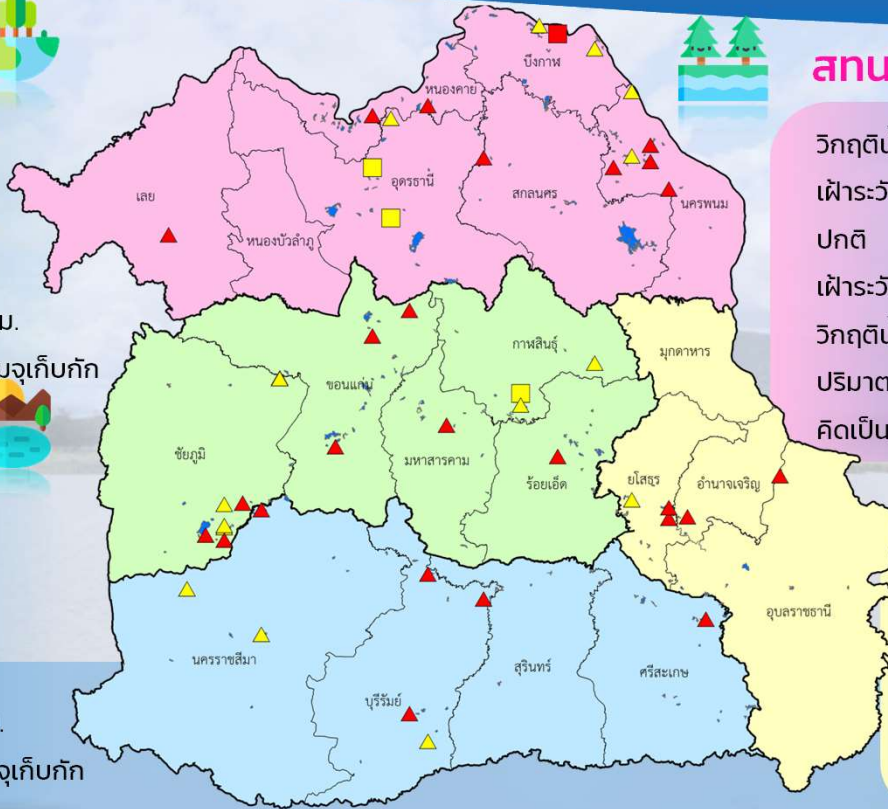 สทน
วิกฤติน
เฝ้าระวั
ปกติ
เฝ้าระวั
วิกฤติน
ปริมาต
คิดเป็น
ม.
มจุเก็บกัก
.
จุเก็บกัก
บึงกาฬ
หนองคาย
อุดรธานี
เลย
หนองบัวลำภู
สกลนคร
นครพนม
กาฬสินธุ์
มุกดาหาร
ขอนแก่น
ชัยภูมิ
มหาสารคาม
ร้อยเอ็ด
ยโสธร
อำนาจเจริญ
อุบลราชธานี
นครราชสีมา
บุรีรัมย์
สุรินทร์
ศรีสะเกษ